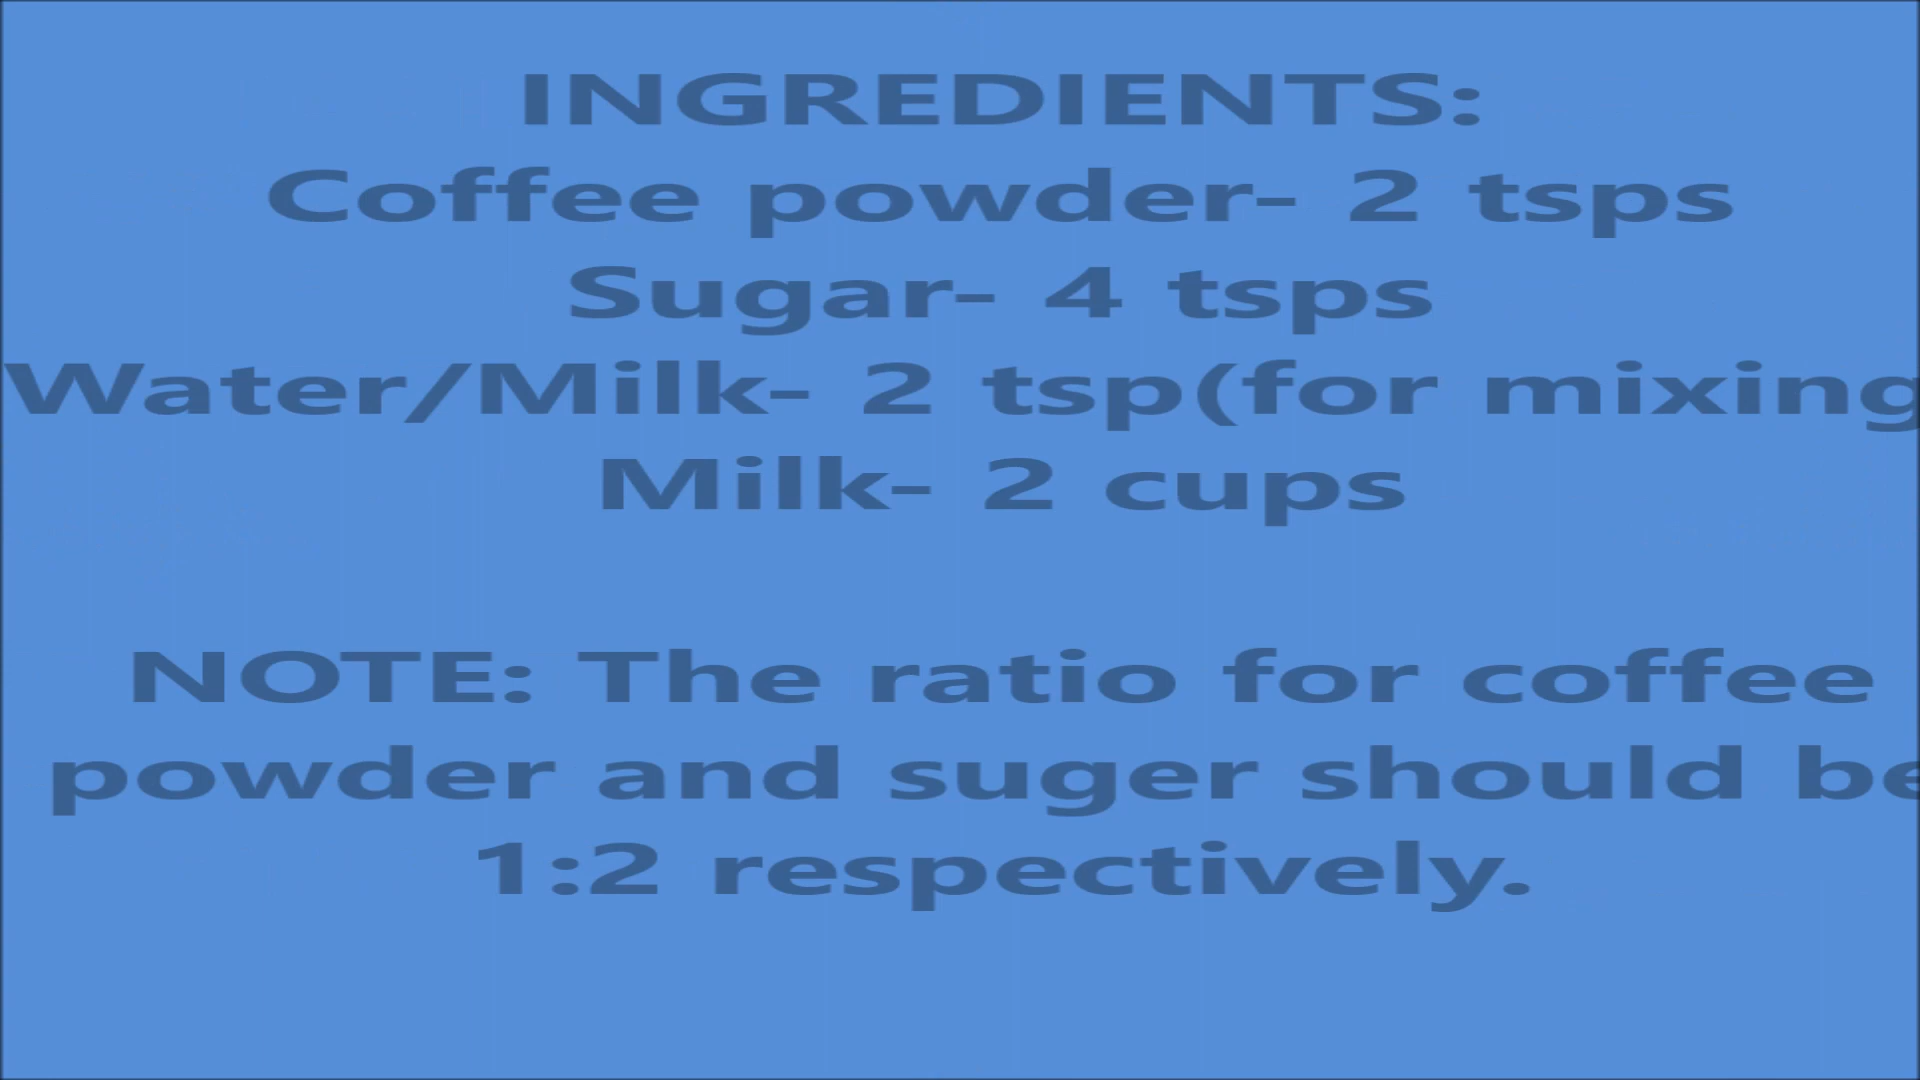 INGREDIENTS:
Coffee powder- 2 tsps
Sugar- 4 tsps
Water/Milk- 2 tsp(for mixing
Milk- 2 cups
NOTE: The ratio for coffee
powder and suger should be
1:2 respectively.